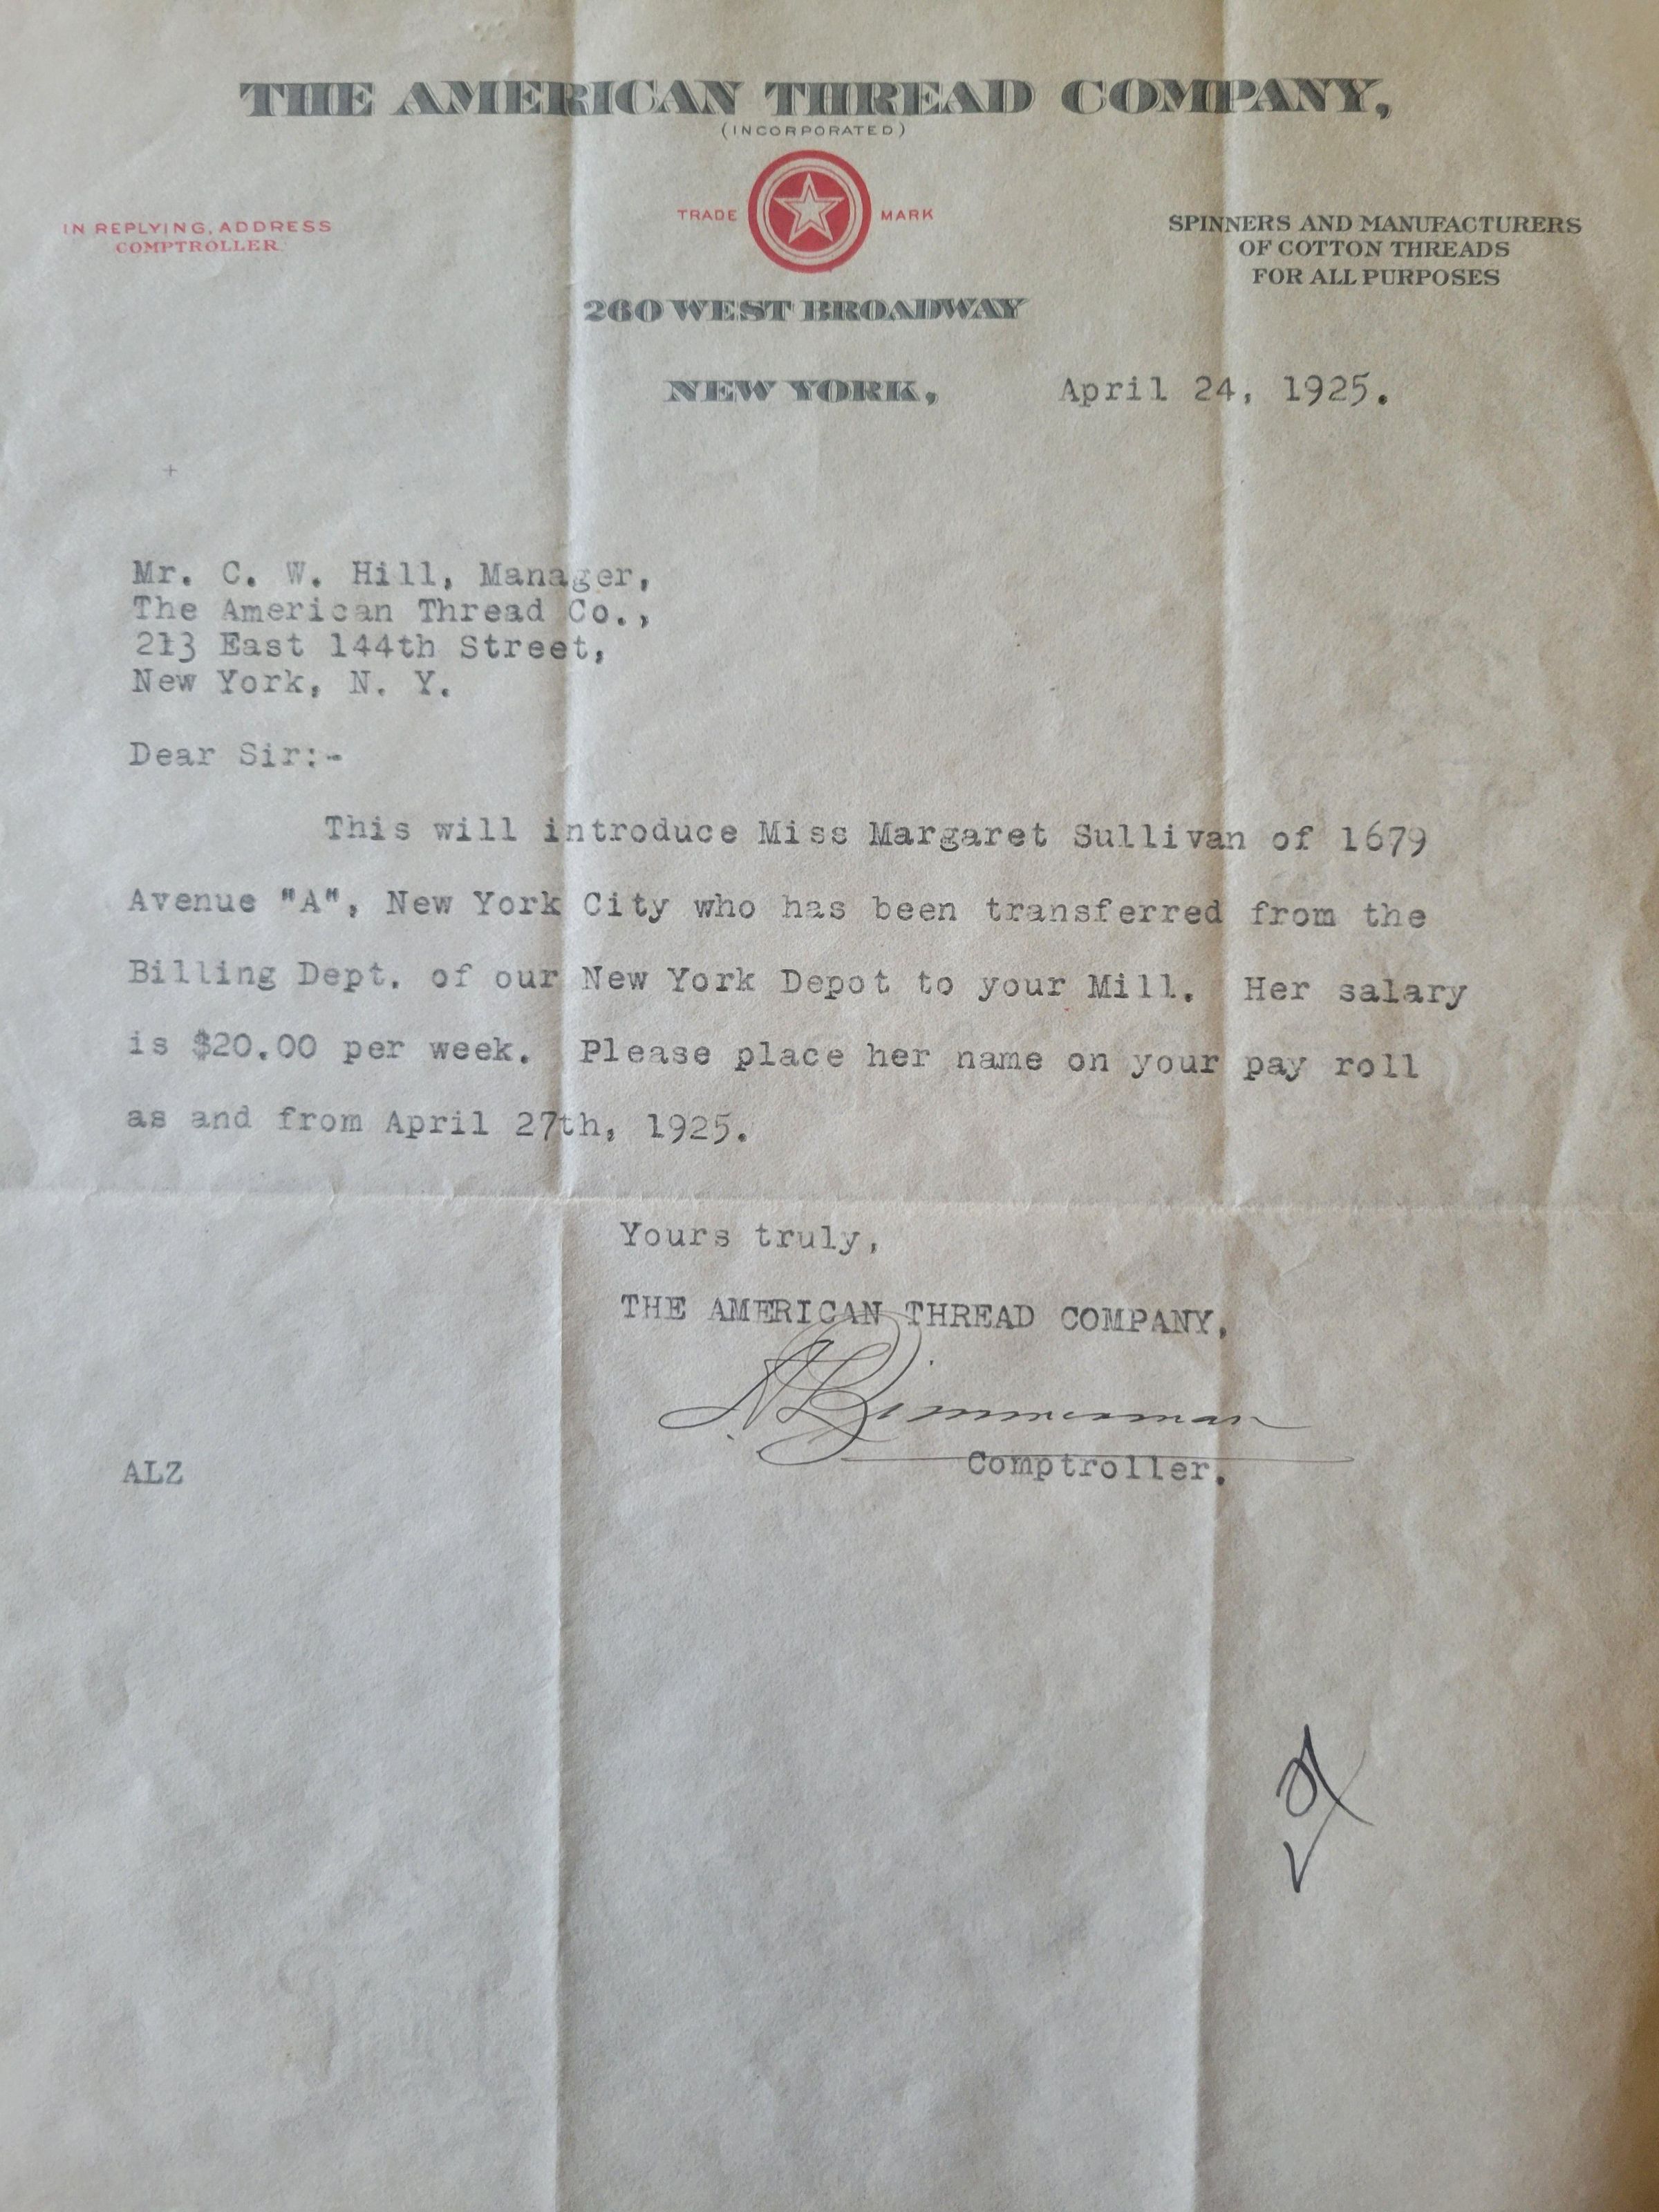 THE AMERICAN THREAD COMPANY,
(INCORPORATED)
IN REPLYING, ADDRESS
COMPTROLLER
TRADE MARK
SPINNERS AND MANUFACTURERS
OF COTTON THREADS
FOR ALL PURPOSES
260 WEST BROADWAY
NEW YORK, April 24, 1925.
Mr. C. W. Hill, Manager,
The American Thread Co.,
213 East 144th Street,
New York, N. Y.
Dear Sir:-
This will introduce Miss Margaret Sullivan of 1679
Avenue "A", New York City who has been transferred from the
Billing Dept. of our New York Depot to your Mill. Her salary
is $20.00 per week. Please place her name on your pay roll
as and from April 27th, 1925.
Yours truly,
THE AMERICAN THREAD COMPANY,
Zimmerman
Comptroller.
ALZ